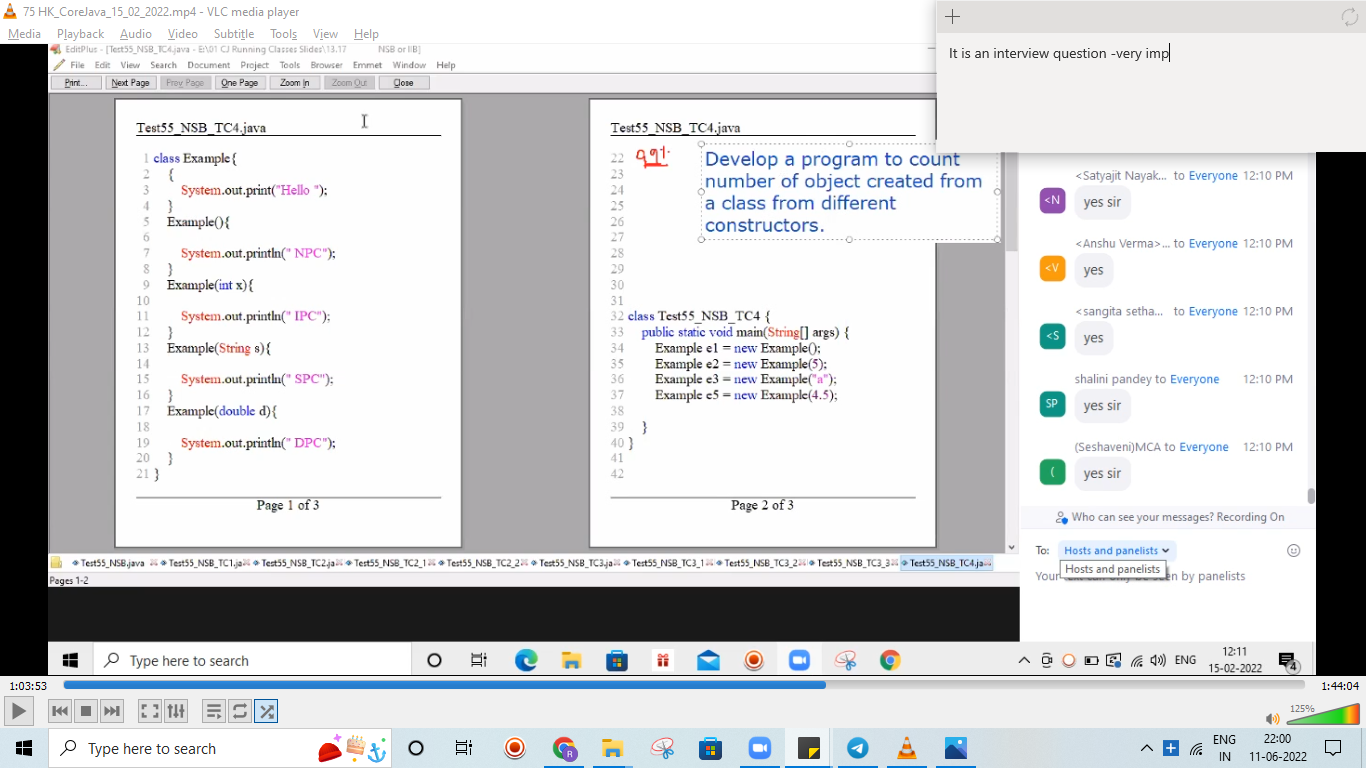 75 HK_CoreJava_15_02_2022.mp4 - VLC media player
Media Playback Audio Video Subtitle Tools View Help
EditPlus - [Test55_NSB_TC4.java - E:\01 CJ Running Classes Slides\13.17 NSB or IIB]
File Edit View Search Document Project Tools Browser Emmet Window Help
Print... Next Page Prev Page One Page Zoom In Zoom Out Close
Test55_NSB_TC4.java
1 class Example{
2 {
3 System.out.print("Hello ");
4 }
5 Example(){
6
7 System.out.println(" NPC");
8 }
9 Example(int x){
10
11 System.out.println(" IPC");
12 }
13 Example(String s){
14
15 System.out.println(" SPC");
16 }
17 Example(double d){
18
19 System.out.println(" DPC");
20 }
21 }
Page 1 of 3
Test55_NSB_TC4.java
22 99%
23
24
25
26
27
28
29
30
31
Develop a program to count
number of object created from
a class from different
constructors.
32 class Test55_NSB_TC4 {
33 public static void main(String[] args) {
34 Example e1 = new Example();
35 Example e2 = new Example(5);
36 Example e3 = new Example("a");
37 Example e5 = new Example(4.5);
38
39 }
40 }
41
42
Page 2 of 3
Test55_NSB.java Test55_NSB_TC1.ja Test55_NSB_TC2.ja Test55_NSB_TC2_1 Test55_NSB_TC2_2 Test55_NSB_TC3.ja Test55_NSB_TC3_1 Test55_NSB_TC3_2 Test55_NSB_TC3_3 Test55_NSB_TC4.ja
Pages 1-2
It is an interview question -very imp
<Satyajit Nayak... to Everyone 12:10 PM
<N yes sir
<Anshu Verma>... to Everyone 12:10 PM
<V yes
<sangita setha... to Everyone 12:10 PM
<S yes
shalini pandey to Everyone 12:10 PM
SP yes sir
(Seshaveni)MCA to Everyone 12:10 PM
( yes sir
Who can see your messages? Recording On
To: Hosts and panelists
Hosts and panelists
Your text can only be seen by panelists
Type here to search
ENG
12:11
15-02-2022
4
1:03:53 1:44:04
125%
Type here to search
R
ENG
IN
22:00
11-06-2022